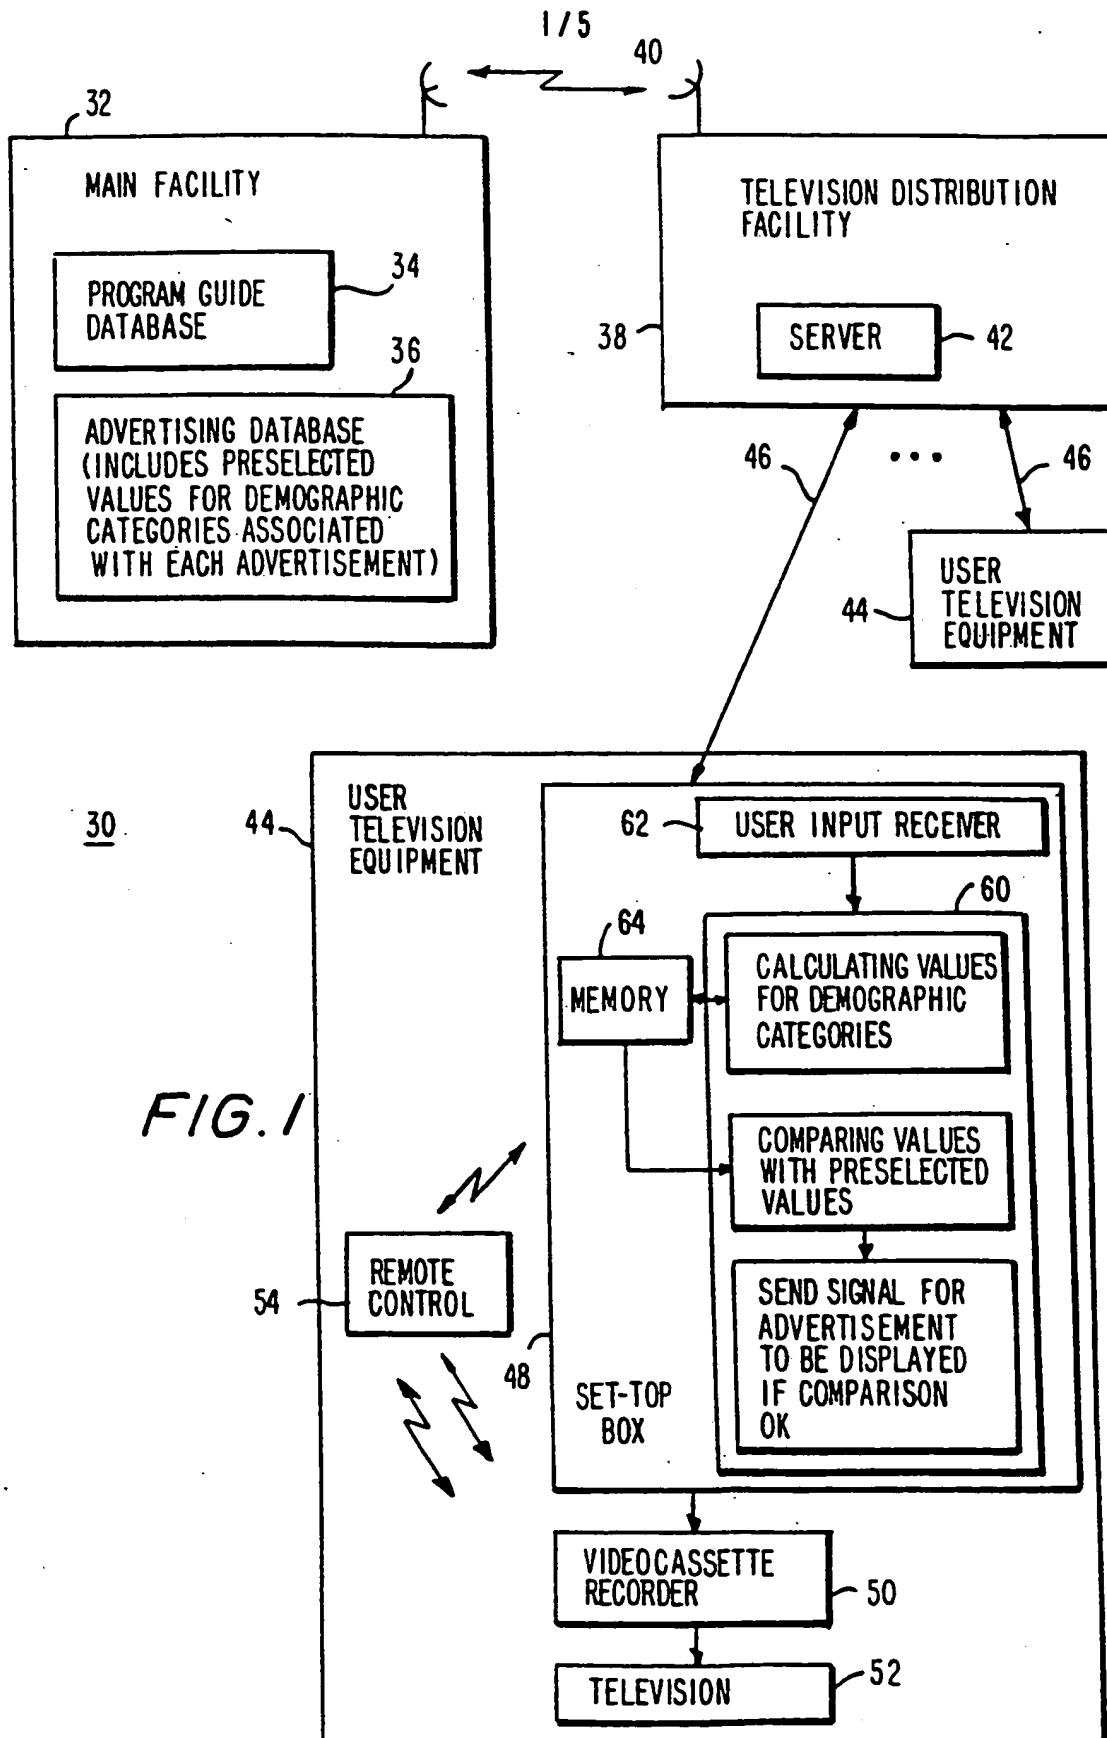 1/5
40
32
MAIN FACILITY
34
PROGRAM GUIDE
DATABASE
36
ADVERTISING DATABASE
(INCLUDES PRESELECTED
VALUES FOR DEMOGRAPHIC
CATEGORIES ASSOCIATED
WITH EACH ADVERTISEMENT)
TELEVISION DISTRIBUTION
FACILITY
38
SERVER
42
46
...
46
44
USER
TELEVISION
EQUIPMENT
30
44
USER
TELEVISION
EQUIPMENT
62
USER INPUT RECEIVER
60
64
MEMORY
CALCULATING VALUES
FOR DEMOGRAPHIC
CATEGORIES
FIG. 1
COMPARING VALUES
WITH PRESELECTED
VALUES
54
REMOTE
CONTROL
SEND SIGNAL FOR
ADVERTISEMENT
TO BE DISPLAYED
IF COMPARISON
OK
48
SET-TOP
BOX
VIDEOCASSETTE
RECORDER
50
TELEVISION
52